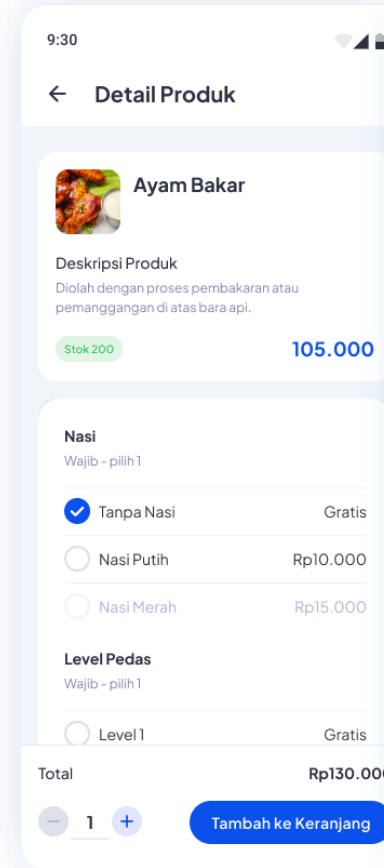 9:30
Detail Produk
Ayam Bakar
Deskripsi Produk
Diolah dengan proses pembakaran atau
pemanggangan di atas bara api.
Stok 200 105.000
Nasi
Wajib - pilih 1
Tanpa Nasi Gratis
Nasi Putih Rp10.000
Nasi Merah Rp15.000
Level Pedas
Wajib - pilih 1
Level 1 Gratis
Total Rp130.000
1 Tambah ke Keranjang